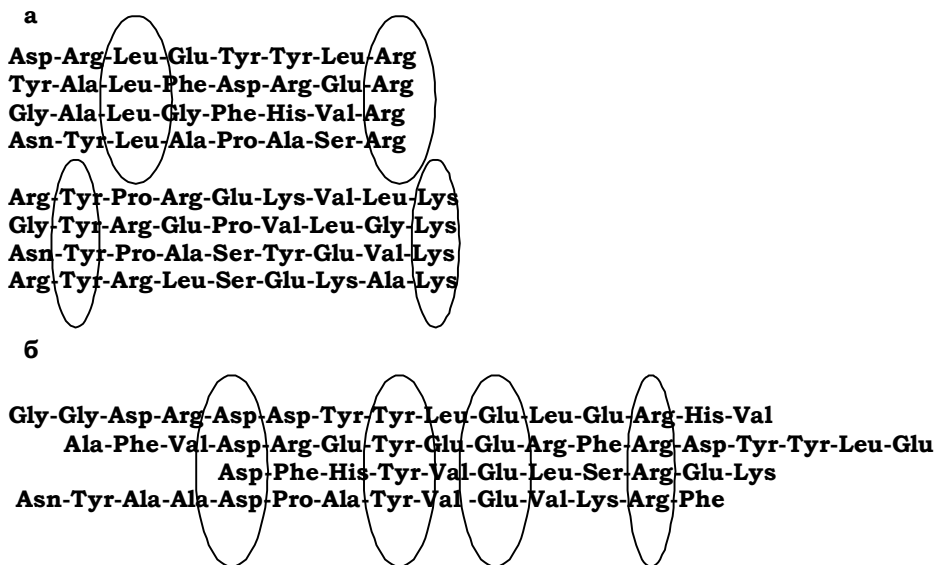 а
Asp-Arg-Leu-Glu-Tyr-Tyr-Leu-Arg
Tyr-Ala-Leu-Phe-Asp-Arg-Glu-Arg
Gly-Ala-Leu-Gly-Phe-His-Val-Arg
Asn-Tyr-Leu-Ala-Pro-Ala-Ser-Arg
Arg-Tyr-Pro-Arg-Glu-Lys-Val-Leu-Lys
Gly-Tyr-Arg-Glu-Pro-Val-Leu-Gly-Lys
Asn-Tyr-Pro-Ala-Ser-Tyr-Glu-Val-Lys
Arg-Tyr-Arg-Leu-Ser-Glu-Lys-Ala-Lys
б
Gly-Gly-Asp-Arg-Asp-Asp-Tyr-Tyr-Leu-Glu-Leu-Glu-Arg-His-Val
Ala-Phe-Val-Asp-Arg-Glu-Tyr-Glu-Glu-Arg-Phe-Arg-Asp-Tyr-Tyr-Leu-Glu
Asp-Phe-His-Tyr-Val-Glu-Leu-Ser-Arg-Glu-Lys
Asn-Tyr-Ala-Ala-Asp-Pro-Ala-Tyr-Val -Glu-Val-Lys-Arg-Phe